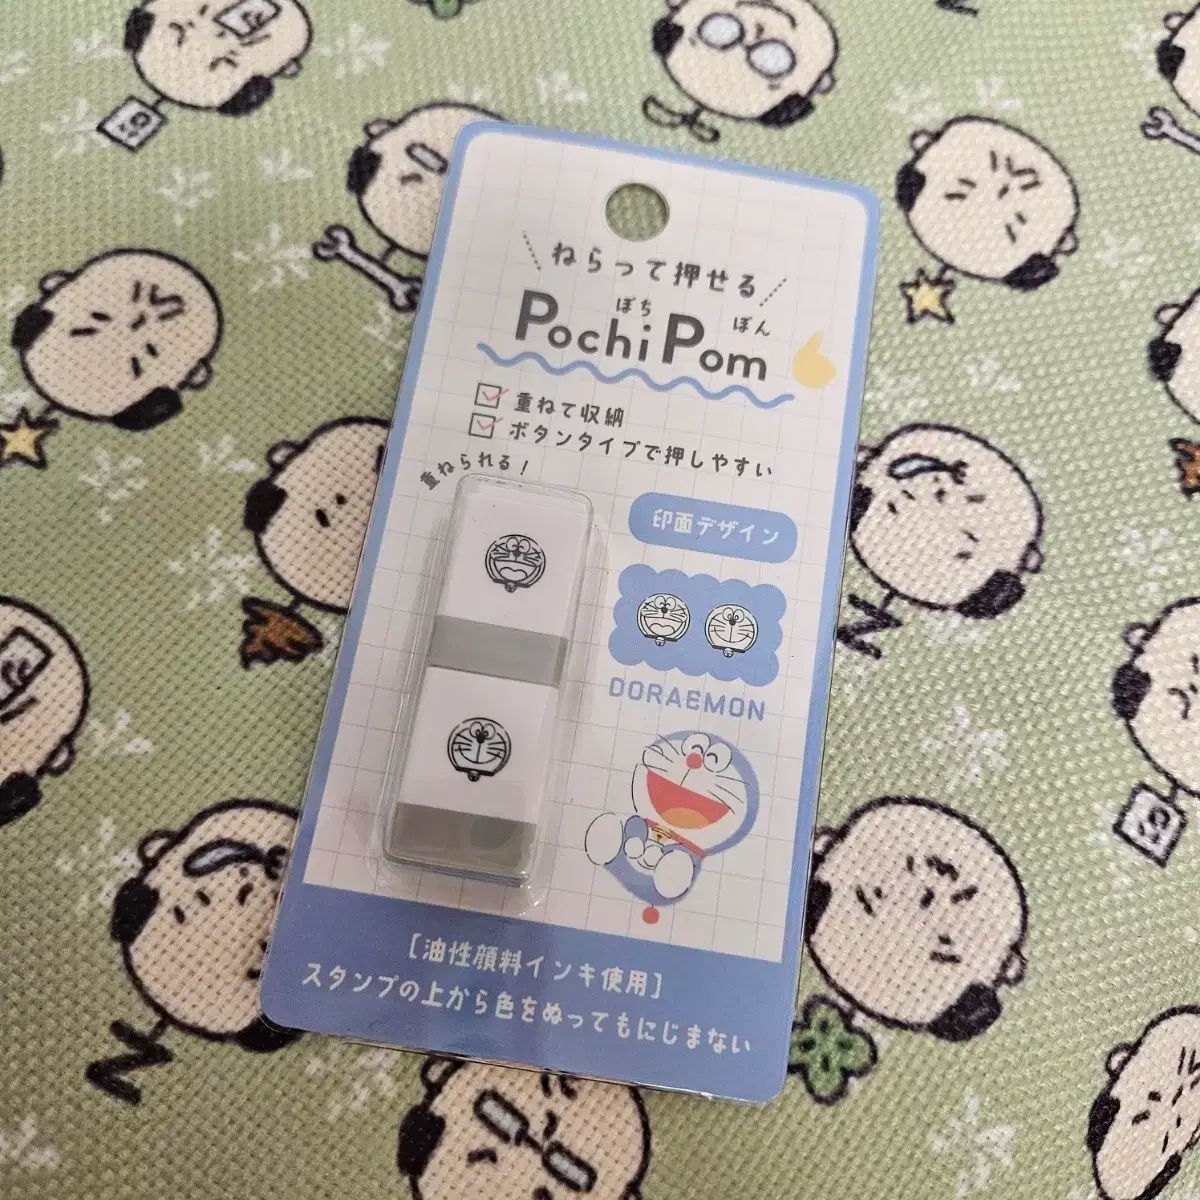 ねらって押せる
ぽち ぽん
PochiPom
重ねて収納
ボタンタイプで押しやすい
重ねられる!
印面デザイン
DORAEMON
[油性顔料インキ使用]
スタンプの上から色をぬってもにじまない